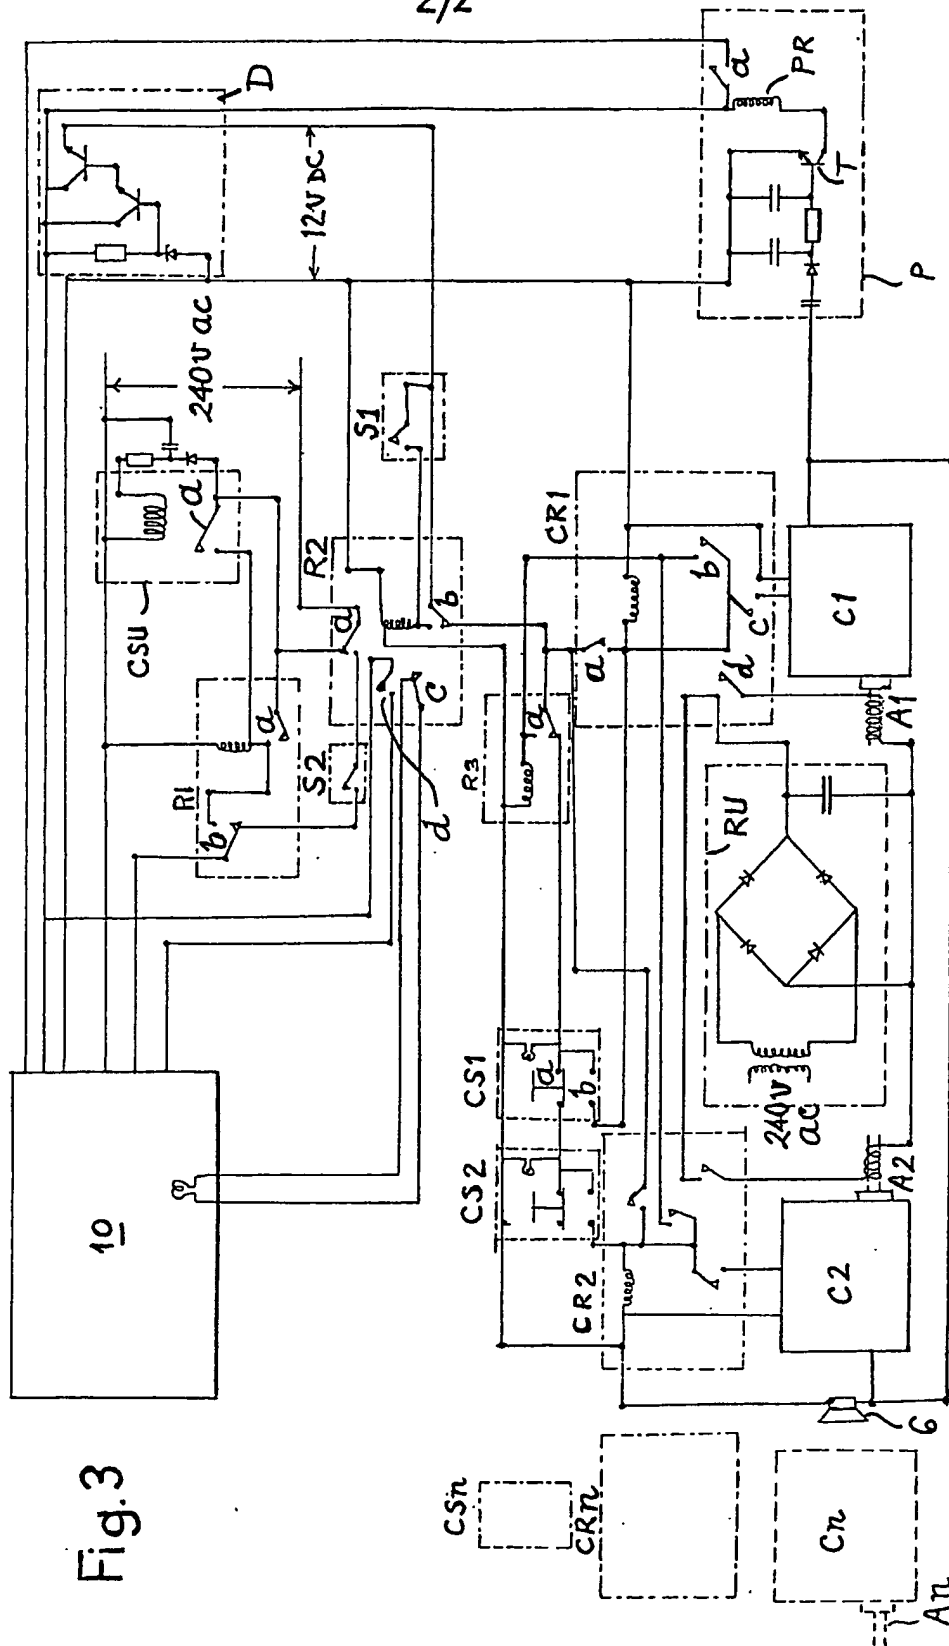 2/2
D
a
PR
T
P
12V DC
240V ac
S1
a
CSU
R2
a
b
c
d
CR1
b
c
a
d
C1
A1
R1
a
b
S2
R3
a
RU
240V
ac
CS1
a
b
CS2
CR2
A2
C2
10
6
Fig.3
CSn
CRn
Cn
An